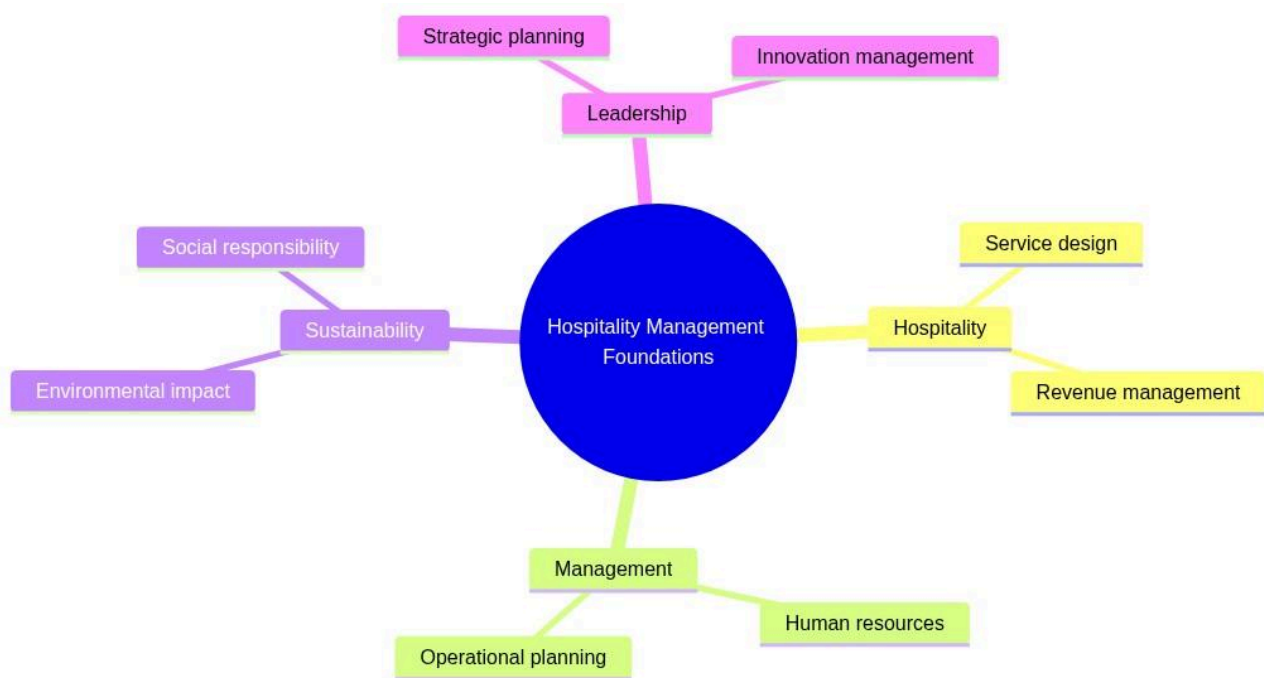 Strategic planning
Innovation management
Leadership
Social responsibility
Service design
Hospitality Management
Foundations
Sustainability
Hospitality
Environmental impact
Revenue management
Management
Human resources
Operational planning